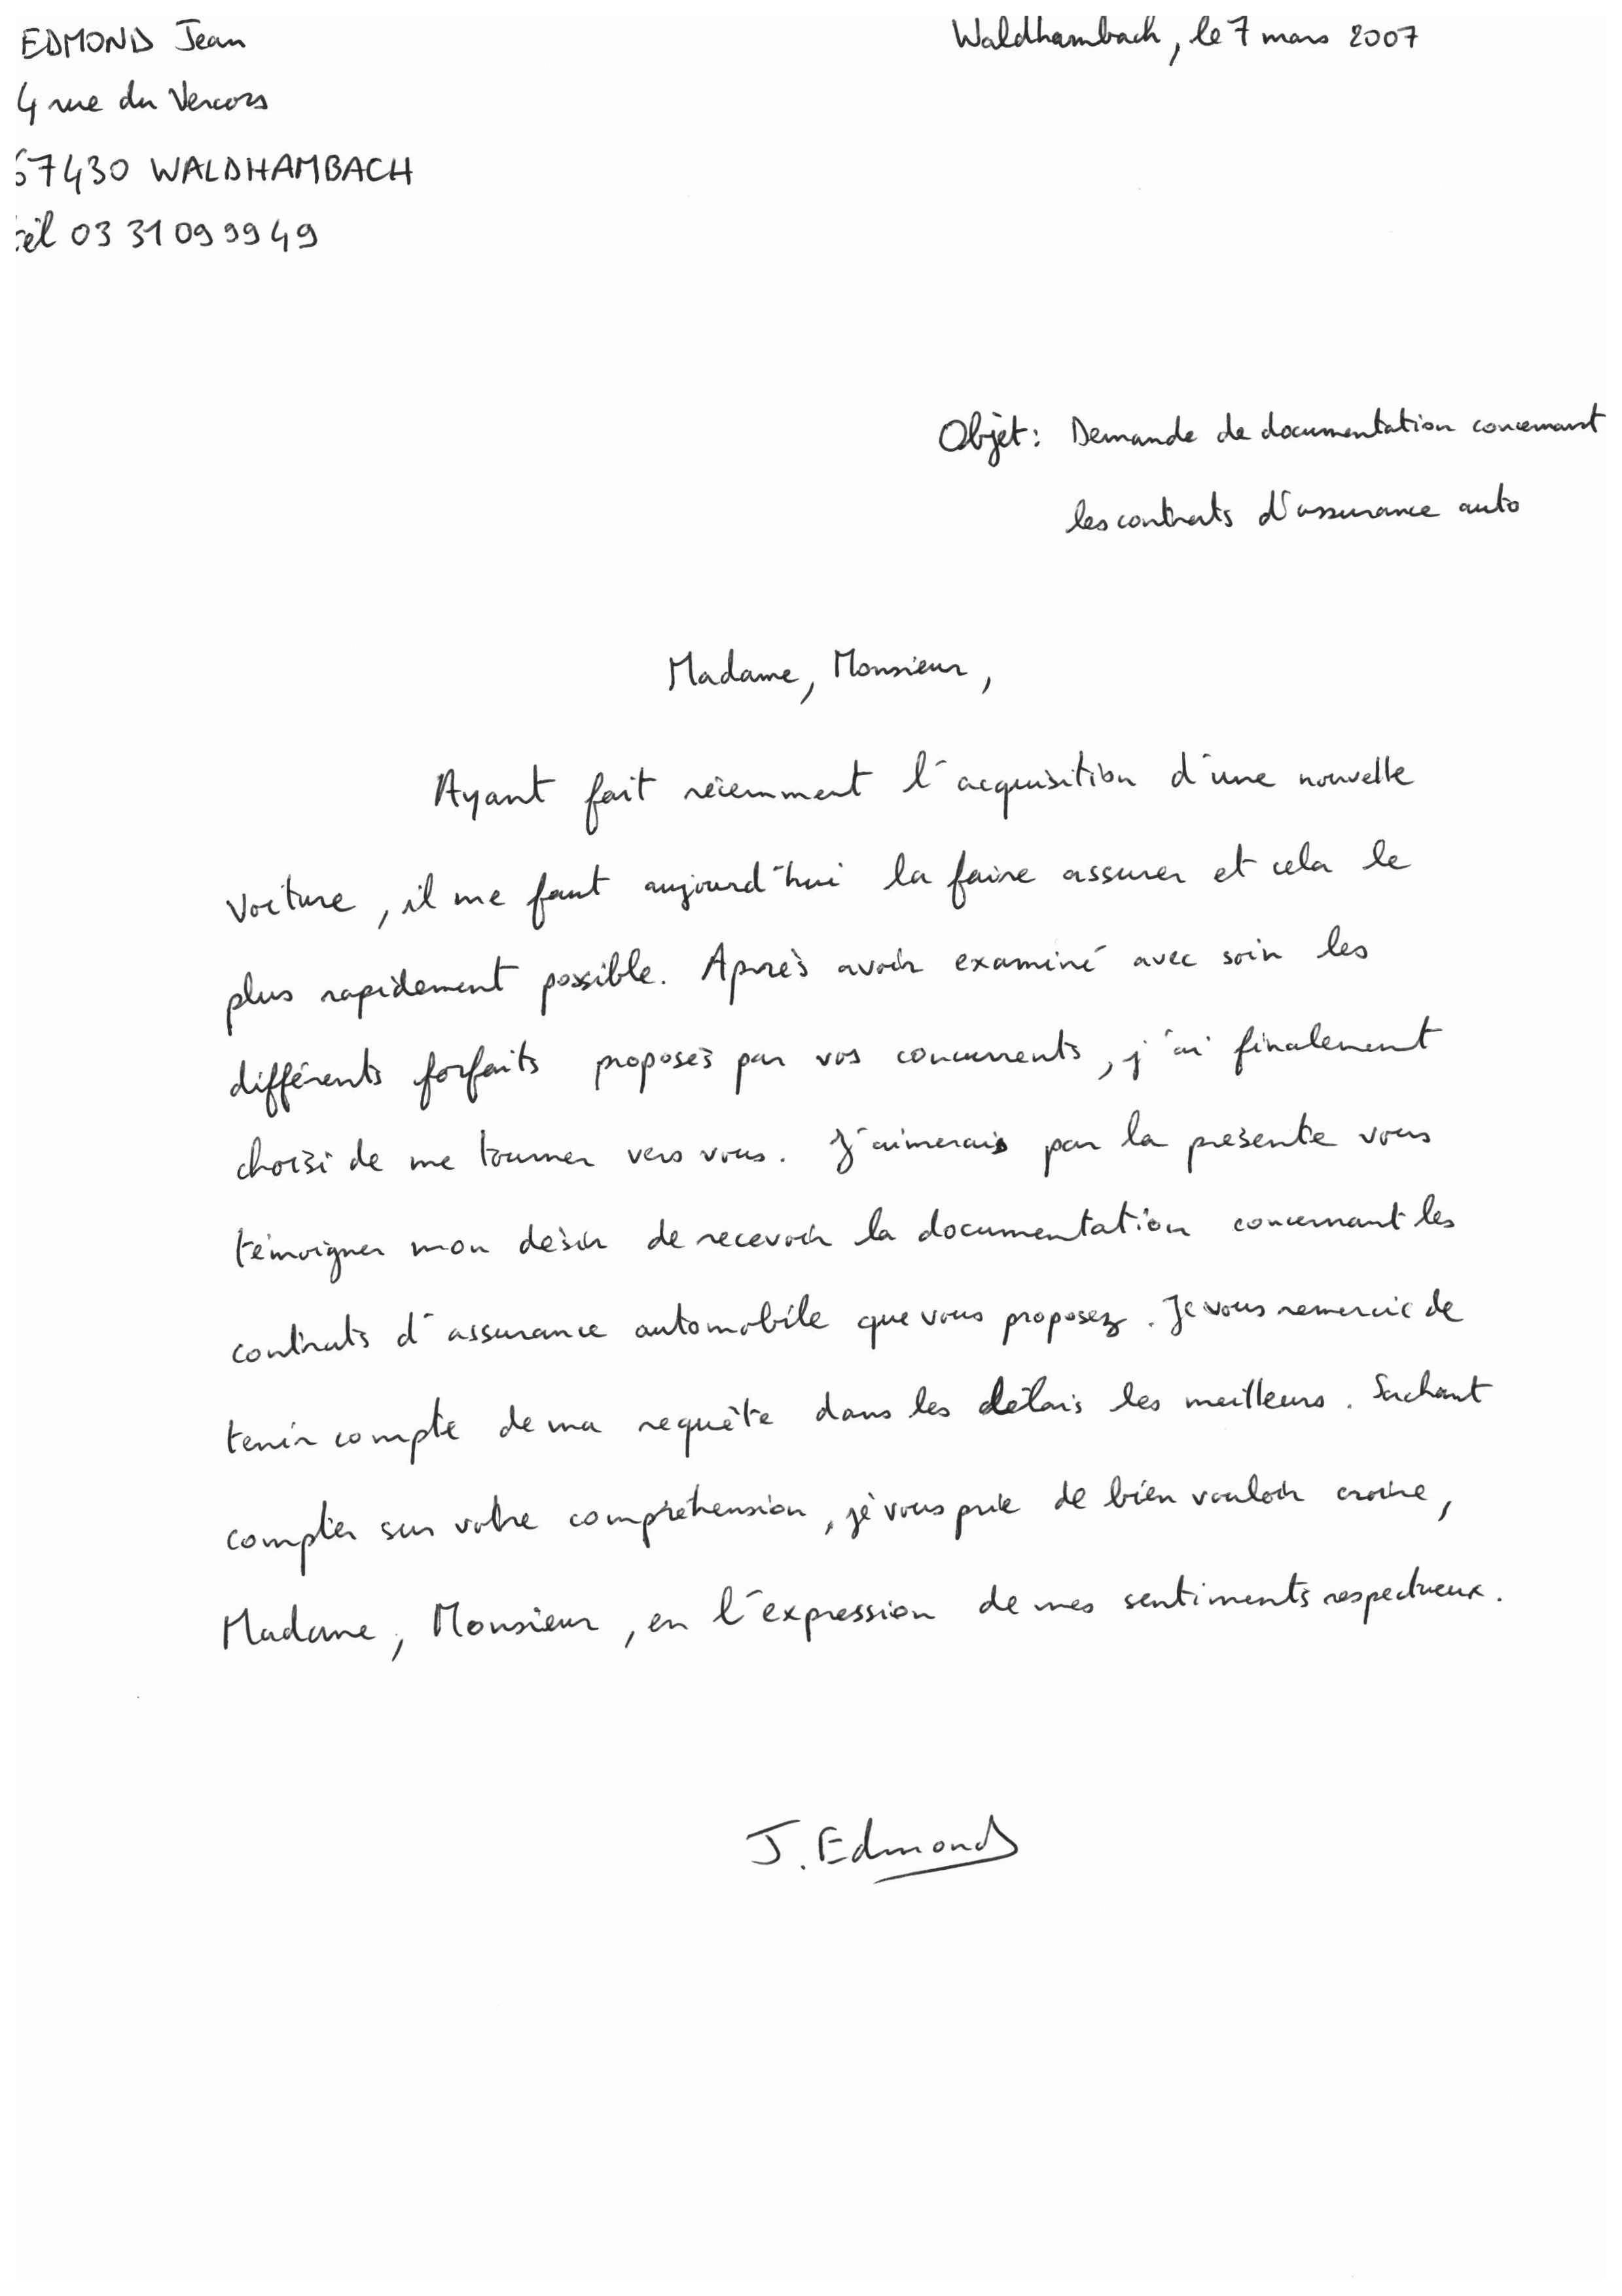 EDMOND Jean
Waldhambach, le 7 mars 2007
4 rue du Vercors
67430 WALDHAMBACH
tél 03 31 09 99 49
Objet : Demande de documentation concernant
les contrats d'assurance auto
Madame, Monsieur,
Ayant fait récemment l'acquisition d'une nouvelle
voiture, il me faut aujourd'hui la faire assurer et cela le
plus rapidement possible. Après avoir examiné avec soin les
différents forfaits proposés par vos concurrents, j'ai finalement
choisi de me tourner vers vous. J'aimerais par la présente vous
témoigner mon désir de recevoir la documentation concernant les
contrats d'assurance automobile que vous proposez. Je vous remercie de
tenir compte de ma requête dans les délais les meilleurs. Sachant
compter sur votre compréhension, je vous prie de bien vouloir croire,
Madame, Monsieur, en l'expression de mes sentiments respectueux.
J. Edmond